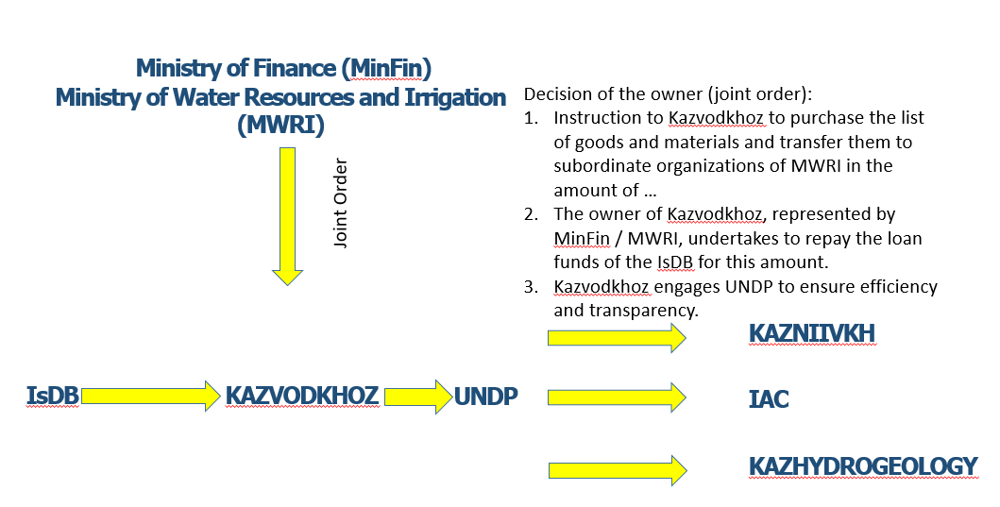 Ministry of Finance (MinFin)
Ministry of Water Resources and Irrigation
(MWRI)
Joint Order
Decision of the owner (joint order):
1. Instruction to Kazvodkhoz to purchase the list
of goods and materials and transfer them to
subordinate organizations of MWRI in the
amount of ...
2. The owner of Kazvodkhoz, represented by
MinFin / MWRI, undertakes to repay the loan
funds of the IsDB for this amount.
3. Kazvodkhoz engages UNDP to ensure efficiency
and transparency.
IsDB
KAZVODKHOZ
UNDP
KAZNIIVKH
IAC
KAZHYDROGEOLOGY